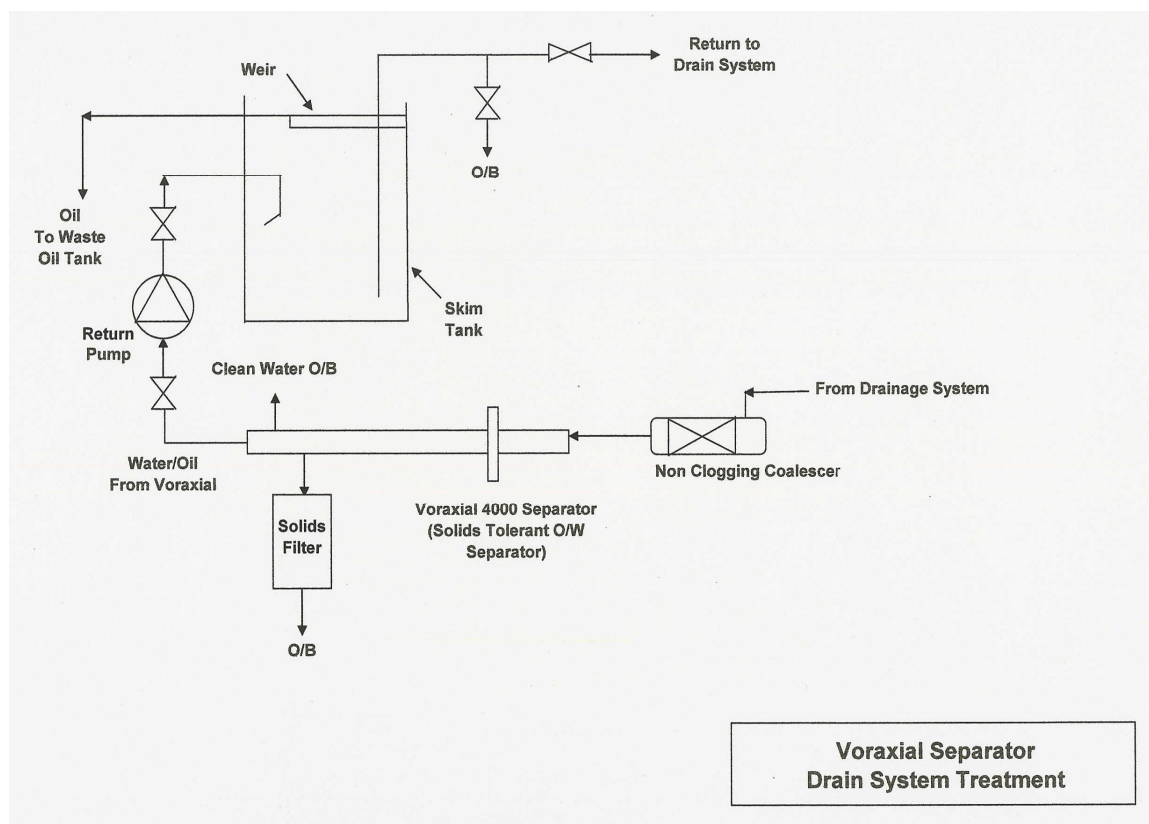 Return to
Drain System
Weir
O/B
Oil
To Waste
Oil Tank
Skim
Tank
Return
Pump
Clean Water O/B
From Drainage System
Non Clogging Coalescer
Water/Oil
From Voraxial
Voraxial 4000 Separator
(Solids Tolerant O/W
Separator)
Solids
Filter
O/B
Voraxial Separator
Drain System Treatment